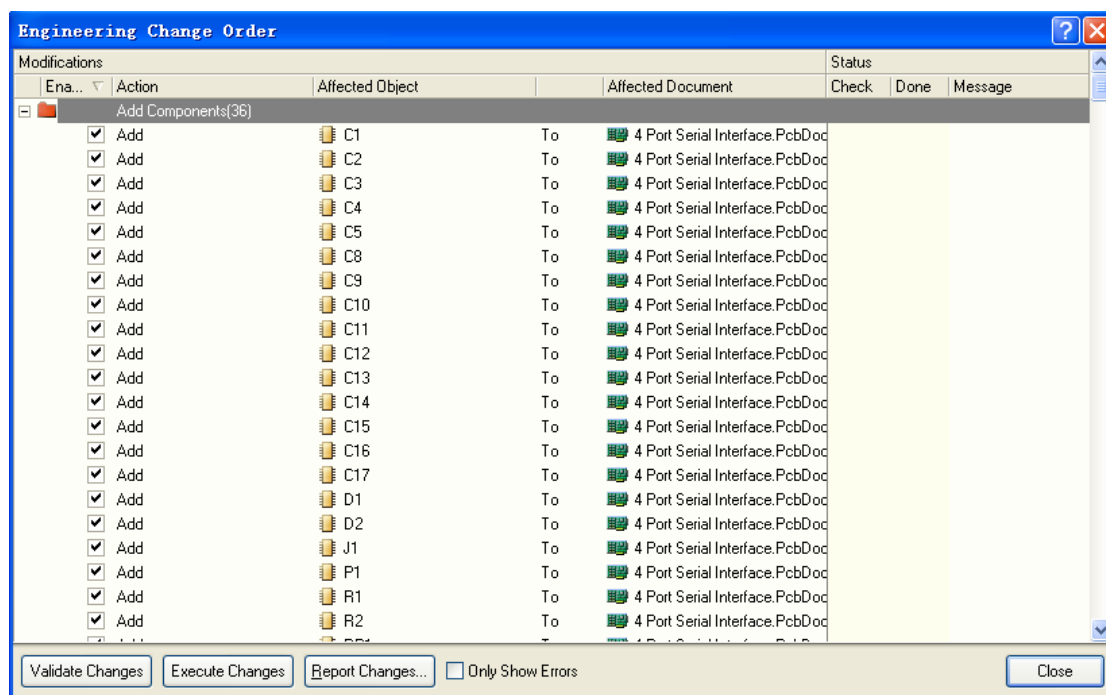 Engineering Change Order
Modifications Status
Ena... Action Affected Object Affected Document Check Done Message
Add Components(36)
Add C1 To 4 Port Serial Interface.PcbDoc
Add C2 To 4 Port Serial Interface.PcbDoc
Add C3 To 4 Port Serial Interface.PcbDoc
Add C4 To 4 Port Serial Interface.PcbDoc
Add C5 To 4 Port Serial Interface.PcbDoc
Add C8 To 4 Port Serial Interface.PcbDoc
Add C9 To 4 Port Serial Interface.PcbDoc
Add C10 To 4 Port Serial Interface.PcbDoc
Add C11 To 4 Port Serial Interface.PcbDoc
Add C12 To 4 Port Serial Interface.PcbDoc
Add C13 To 4 Port Serial Interface.PcbDoc
Add C14 To 4 Port Serial Interface.PcbDoc
Add C15 To 4 Port Serial Interface.PcbDoc
Add C16 To 4 Port Serial Interface.PcbDoc
Add C17 To 4 Port Serial Interface.PcbDoc
Add D1 To 4 Port Serial Interface.PcbDoc
Add D2 To 4 Port Serial Interface.PcbDoc
Add J1 To 4 Port Serial Interface.PcbDoc
Add P1 To 4 Port Serial Interface.PcbDoc
Add R1 To 4 Port Serial Interface.PcbDoc
Add R2 To 4 Port Serial Interface.PcbDoc
Validate Changes Execute Changes Report Changes... Only Show Errors Close